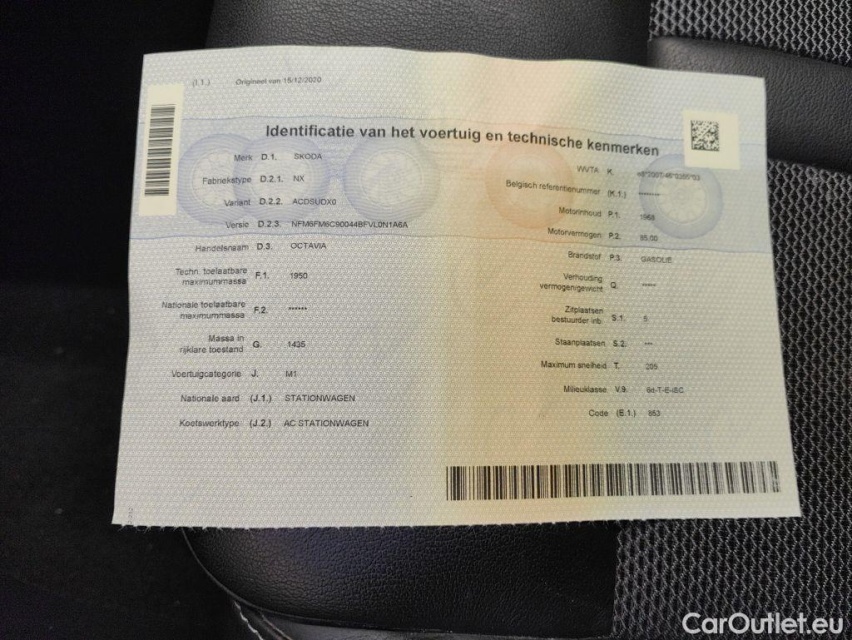 (I.1.) Origineel van 15/12/2020
Identificatie van het voertuig en technische kenmerken
Merk D.1. SKODA
Fabriekstype D.2.1. NX
Variant D.2.2. ACDSUDX0
Versie D.2.3. NFM6FM6C90044BFVL0N1A6A
Handelsnaam D.3. OCTAVIA
Techn. toelaatbare
maximummassa F.1. 1950
Nationale toelaatbare
maximummassa F.2. ******
Massa in
rijklare toestand G. 1435
Voertuigcategorie J. M1
Nationale aard (J.1.) STATIONWAGEN
Koetswerktype (J.2.) AC STATIONWAGEN
WVTA K.
Belgisch referentienummer (K.1.)
Motorinhoud P.1. 1968
Motorvermogen P.2. 85.00
Brandstof P.3. GASOLIE
Verhouding
vermogen/gewicht Q. *****
Zitplaatsen
bestuurder inb. S.1. 5
Staanplaatsen S.2. ***
Maximum snelheid T. 205
Milieuklasse V.9.
Code (E.1.) 853
CarOutlet.eu